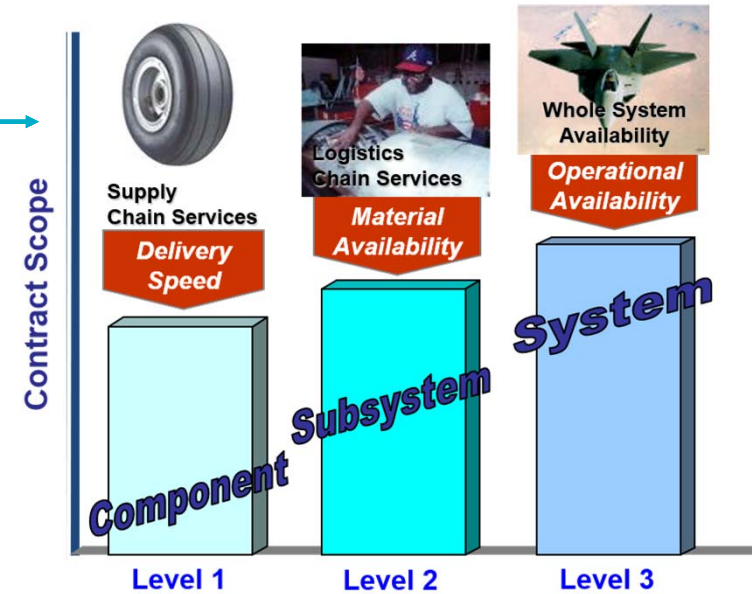 Contract Scope
Supply
Chain Services
Delivery
Speed
Component
Level 1
Logistics
Chain Services
Material
Availability
Subsystem
Level 2
Whole System
Availability
Operational
Availability
System
Level 3